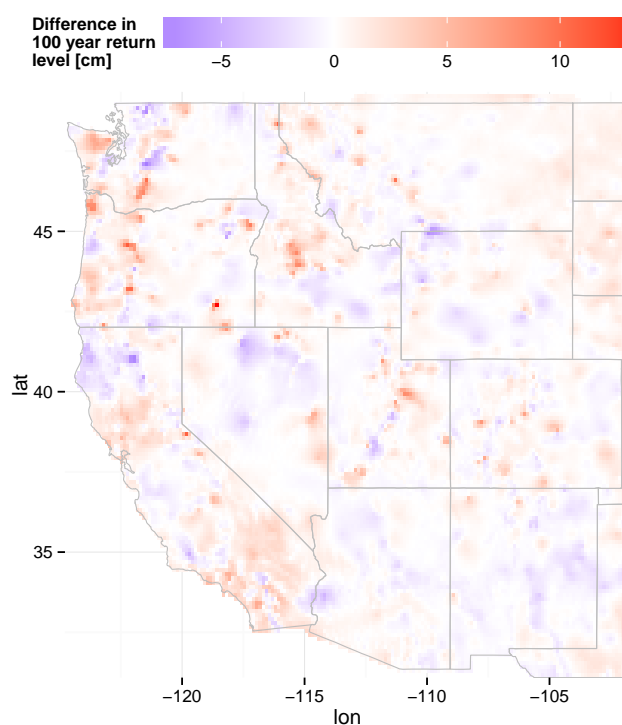 Difference in
100 year return
level [cm]
−5 0 5 10
45
40
35
lat
−120 −115 −110 −105
lon